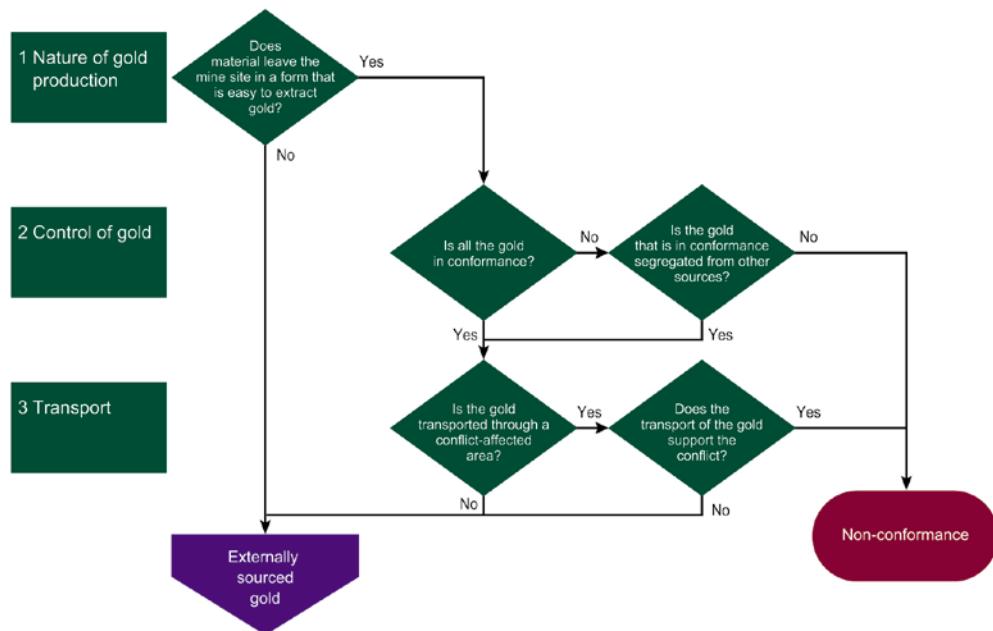 1 Nature of gold
production
Does
material leave the
mine site in a form that
is easy to extract
gold?
Yes
No
2 Control of gold
Is all the gold
in conformance?
No
Is the gold
that is in conformance
segregated from other
sources?
No
Yes
Yes
3 Transport
Is the gold
transported through a
conflict-affected
area?
Yes
Does the
transport of the gold
support the
conflict?
Yes
No
No
Externally
sourced
gold
Non-conformance